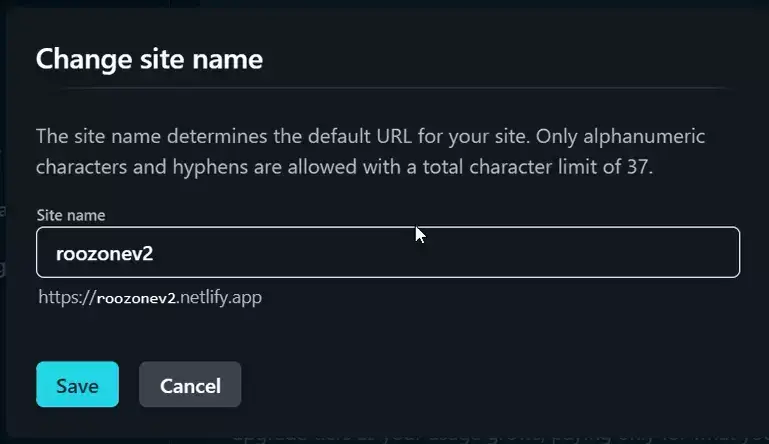 Change site name
The site name determines the default URL for your site. Only alphanumeric
characters and hyphens are allowed with a total character limit of 37.
Site name
roozonev2
https://roozonev2.netlify.app
Save Cancel